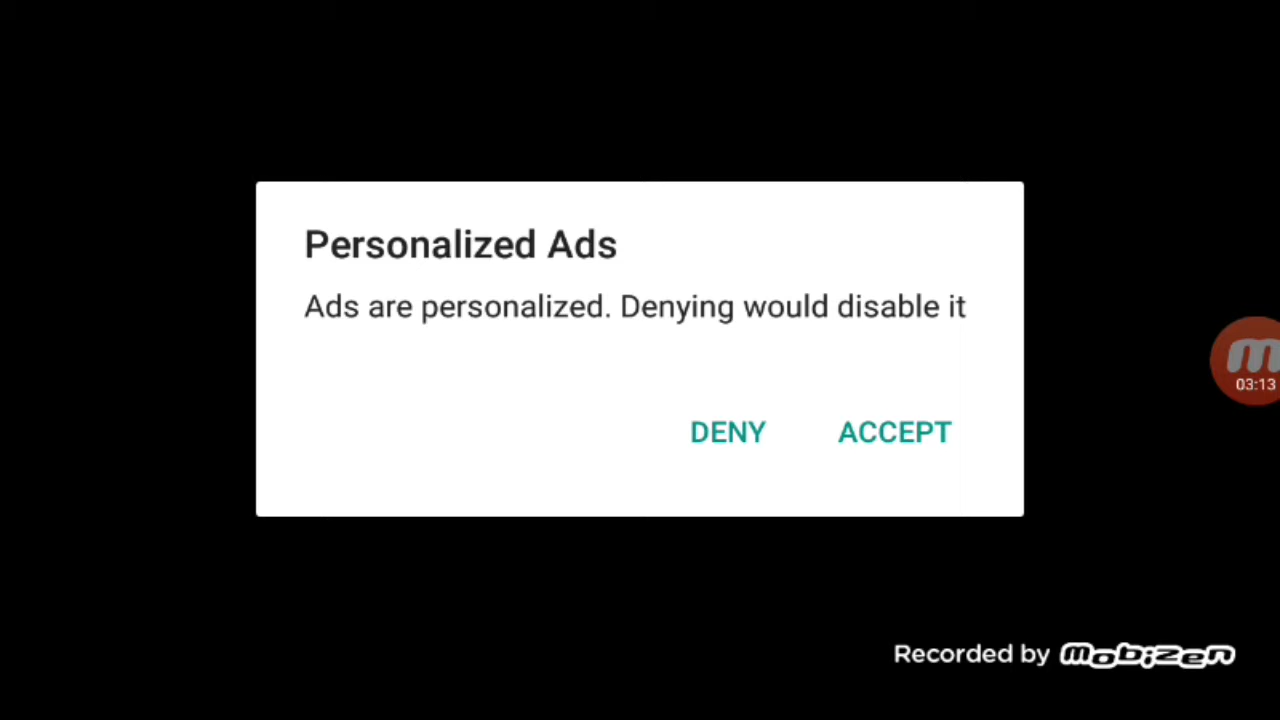 Personalized Ads
Ads are personalized. Denying would disable it
DENY ACCEPT
m
03:13
Recorded by mobizen